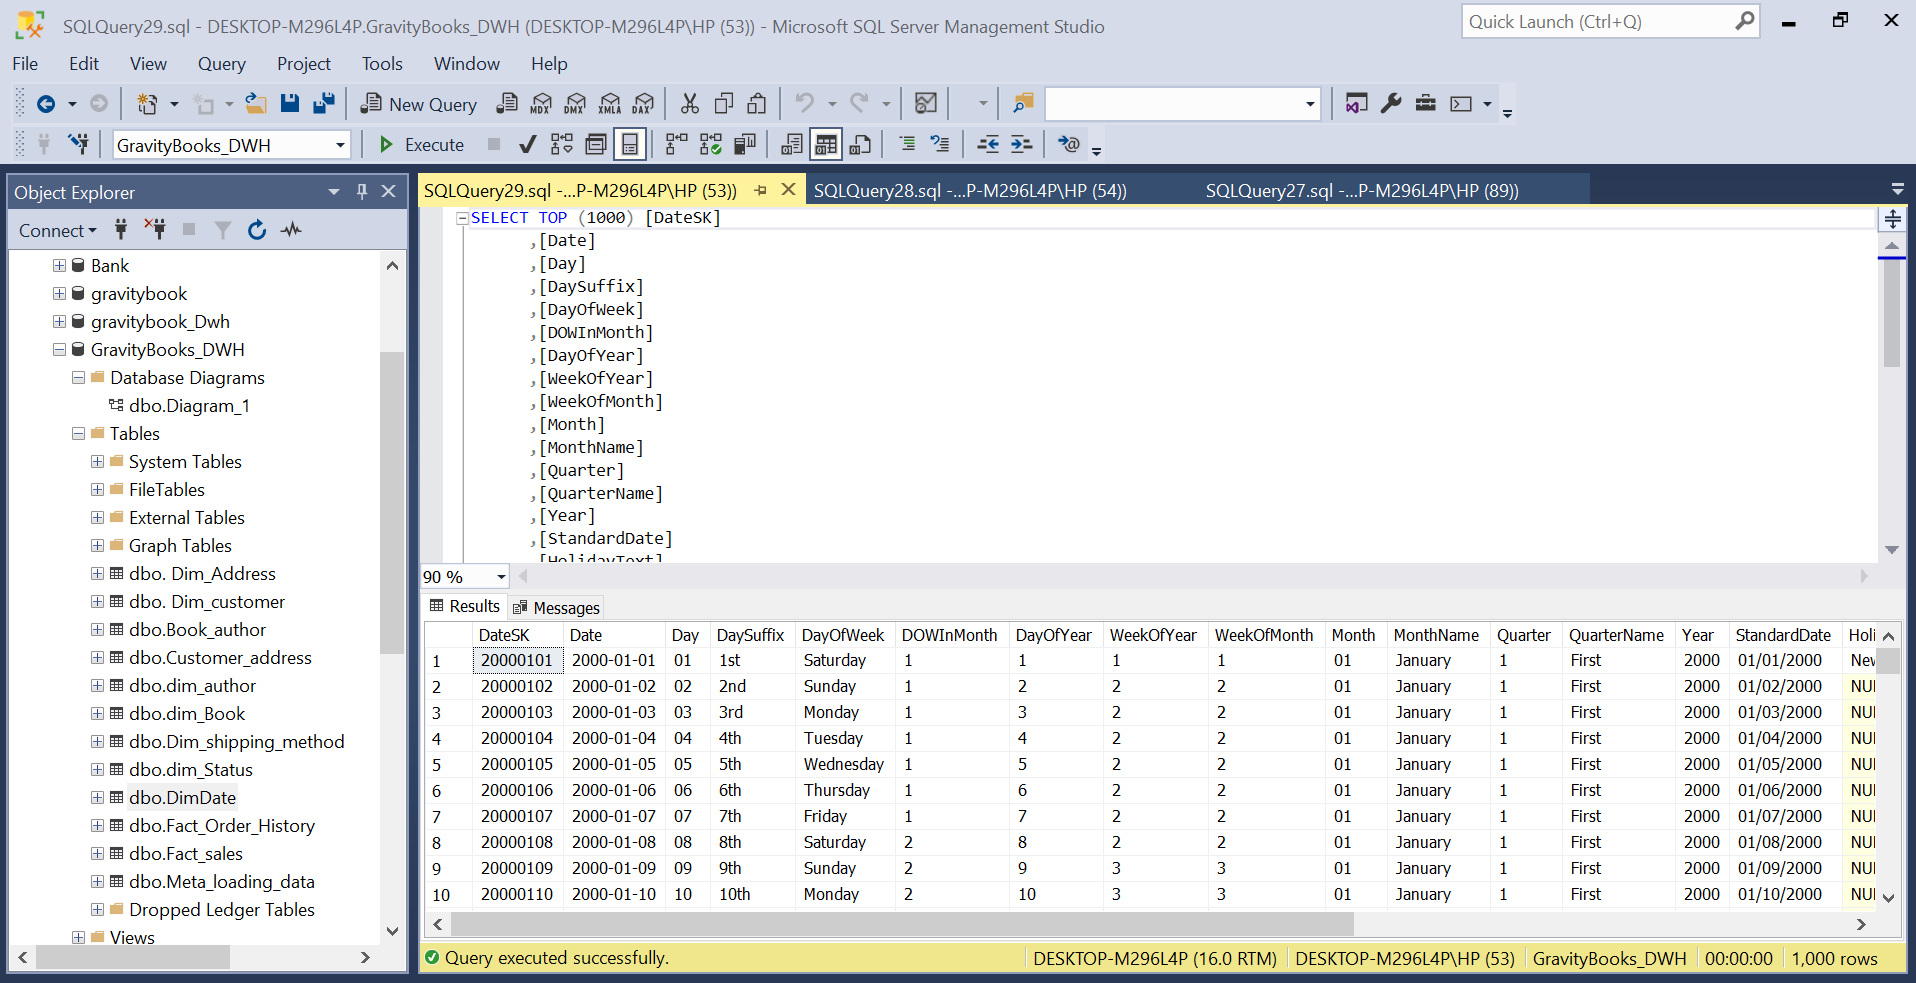 SQLQuery29.sql - DESKTOP-M296L4P.GravityBooks_DWH (DESKTOP-M296L4P\HP (53)) - Microsoft SQL Server Management Studio
Quick Launch (Ctrl+Q)
File Edit View Query Project Tools Window Help
New Query MDX DMX XMLA DAX
GravityBooks_DWH Execute
Object Explorer
Connect
Bank
gravitybook
gravitybook_Dwh
GravityBooks_DWH
Database Diagrams
dbo.Diagram_1
Tables
System Tables
FileTables
External Tables
Graph Tables
dbo. Dim_Address
dbo. Dim_customer
dbo.Book_author
dbo.Customer_address
dbo.dim_author
dbo.dim_Book
dbo.Dim_shipping_method
dbo.dim_Status
dbo.DimDate
dbo.Fact_Order_History
dbo.Fact_sales
dbo.Meta_loading_data
Dropped Ledger Tables
Views
SQLQuery29.sql -...P-M296L4P\HP (53)) SQLQuery28.sql -...P-M296L4P\HP (54)) SQLQuery27.sql -...P-M296L4P\HP (89))
SELECT TOP (1000) [DateSK]
,[Date]
,[Day]
,[DaySuffix]
,[DayOfWeek]
,[DOWInMonth]
,[DayOfYear]
,[WeekOfYear]
,[WeekOfMonth]
,[Month]
,[MonthName]
,[Quarter]
,[QuarterName]
,[Year]
,[StandardDate]
,[HolidayText]
90 %
Results Messages
DateSK Date Day DaySuffix DayOfWeek DOWInMonth DayOfYear WeekOfYear WeekOfMonth Month MonthName Quarter QuarterName Year StandardDate Holi
1 20000101 2000-01-01 01 1st Saturday 1 1 1 1 01 January 1 First 2000 01/01/2000 New
2 20000102 2000-01-02 02 2nd Sunday 1 2 2 2 01 January 1 First 2000 01/02/2000 NUL
3 20000103 2000-01-03 03 3rd Monday 1 3 2 2 01 January 1 First 2000 01/03/2000 NUL
4 20000104 2000-01-04 04 4th Tuesday 1 4 2 2 01 January 1 First 2000 01/04/2000 NUL
5 20000105 2000-01-05 05 5th Wednesday 1 5 2 2 01 January 1 First 2000 01/05/2000 NUL
6 20000106 2000-01-06 06 6th Thursday 1 6 2 2 01 January 1 First 2000 01/06/2000 NUL
7 20000107 2000-01-07 07 7th Friday 1 7 2 2 01 January 1 First 2000 01/07/2000 NUL
8 20000108 2000-01-08 08 8th Saturday 2 8 2 2 01 January 1 First 2000 01/08/2000 NUL
9 20000109 2000-01-09 09 9th Sunday 2 9 3 3 01 January 1 First 2000 01/09/2000 NUL
10 20000110 2000-01-10 10 10th Monday 2 10 3 3 01 January 1 First 2000 01/10/2000 NUL
Query executed successfully. DESKTOP-M296L4P (16.0 RTM) DESKTOP-M296L4P\HP (53) GravityBooks_DWH 00:00:00 1,000 rows